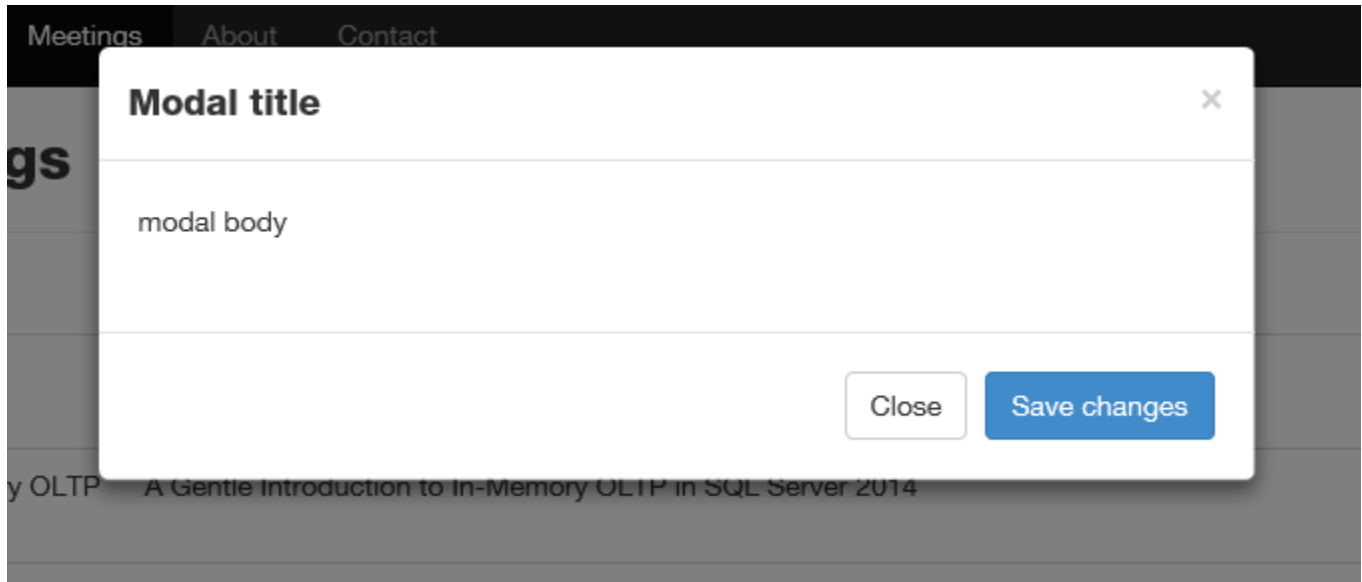 Meetings About Contact
Modal title ×
gs
modal body
Close Save changes
y OLTP A Gentle Introduction to In-Memory OLTP in SQL Server 2014